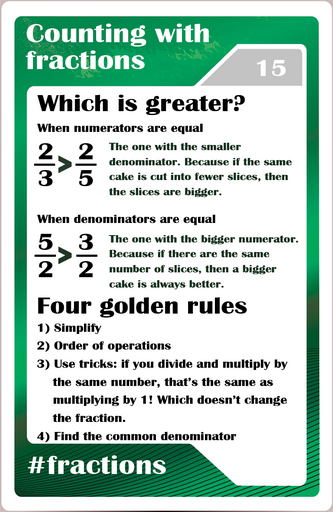 Counting with
fractions
15
Which is greater?
When numerators are equal
2/3 > 2/5
The one with the smaller
denominator. Because if the same
cake is cut into fewer slices, then
the slices are bigger.
When denominators are equal
5/2 > 3/2
The one with the bigger numerator.
Because if there are the same
number of slices, then a bigger
cake is always better.
Four golden rules
1) Simplify
2) Order of operations
3) Use tricks: if you divide and multiply by
the same number, that's the same as
multiplying by 1! Which doesn't change
the fraction.
4) Find the common denominator
#fractions